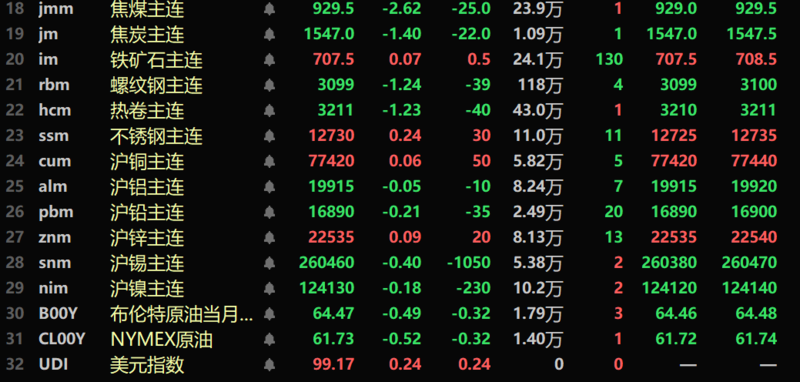 18 jmm 焦煤主连 929.5 -2.62 -25.0 23.9万 1 929.0 929.5
19 jm 焦炭主连 1547.0 -1.40 -22.0 1.09万 1 1547.0 1547.5
20 im 铁矿石主连 707.5 0.07 0.5 24.1万 130 707.5 708.5
21 rbm 螺纹钢主连 3099 -1.24 -39 118万 4 3099 3100
22 hcm 热卷主连 3211 -1.23 -40 43.0万 1 3210 3211
23 ssm 不锈钢主连 12730 0.24 30 11.0万 11 12725 12735
24 cum 沪铜主连 77420 0.06 50 5.82万 5 77420 77440
25 alm 沪铝主连 19915 -0.05 -10 8.24万 7 19915 19920
26 pbm 沪铅主连 16890 -0.21 -35 2.49万 20 16890 16900
27 znm 沪锌主连 22535 0.09 20 8.13万 13 22535 22540
28 snm 沪锡主连 260460 -0.40 -1050 5.38万 2 260380 260470
29 nim 沪镍主连 124130 -0.18 -230 10.2万 2 124120 124140
30 B00Y 布伦特原油当月... 64.47 -0.49 -0.32 1.79万 3 64.46 64.48
31 CL00Y NYMEX原油 61.73 -0.52 -0.32 1.40万 1 61.72 61.74
32 UDI 美元指数 99.17 0.24 0.24 0 0 — —